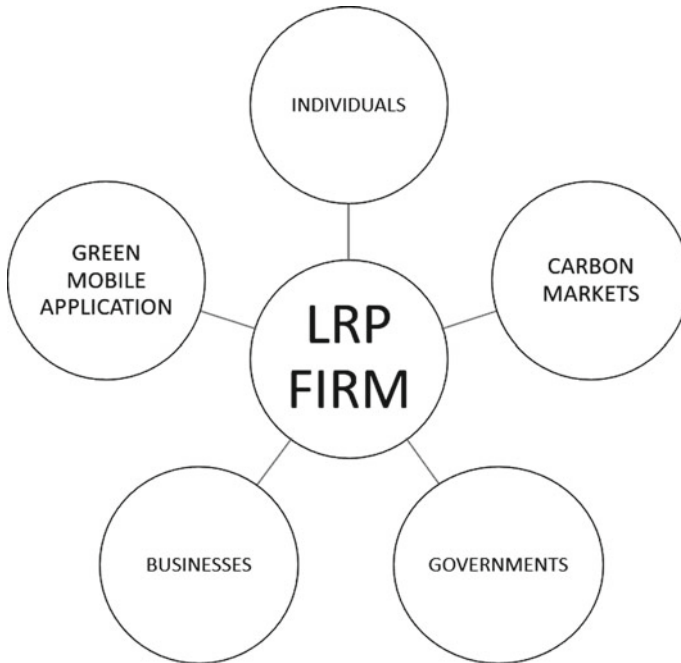 INDIVIDUALS
GREEN
MOBILE
APPLICATION
CARBON
MARKETS
LRP
FIRM
BUSINESSES
GOVERNMENTS